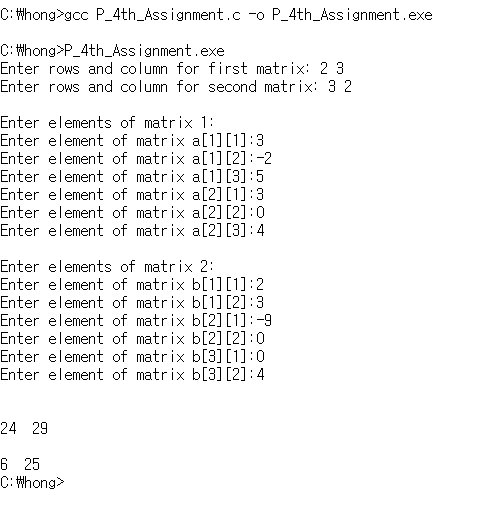 C:₩hong>gcc P_4th_Assignment.c -o P_4th_Assignment.exe
C:₩hong>P_4th_Assignment.exe
Enter rows and column for first matrix: 2 3
Enter rows and column for second matrix: 3 2
Enter elements of matrix 1:
Enter element of matrix a[1][1]:3
Enter element of matrix a[1][2]:-2
Enter element of matrix a[1][3]:5
Enter element of matrix a[2][1]:3
Enter element of matrix a[2][2]:0
Enter element of matrix a[2][3]:4
Enter elements of matrix 2:
Enter element of matrix b[1][1]:2
Enter element of matrix b[1][2]:3
Enter element of matrix b[2][1]:-9
Enter element of matrix b[2][2]:0
Enter element of matrix b[3][1]:0
Enter element of matrix b[3][2]:4
24  29
6  25
C:₩hong>